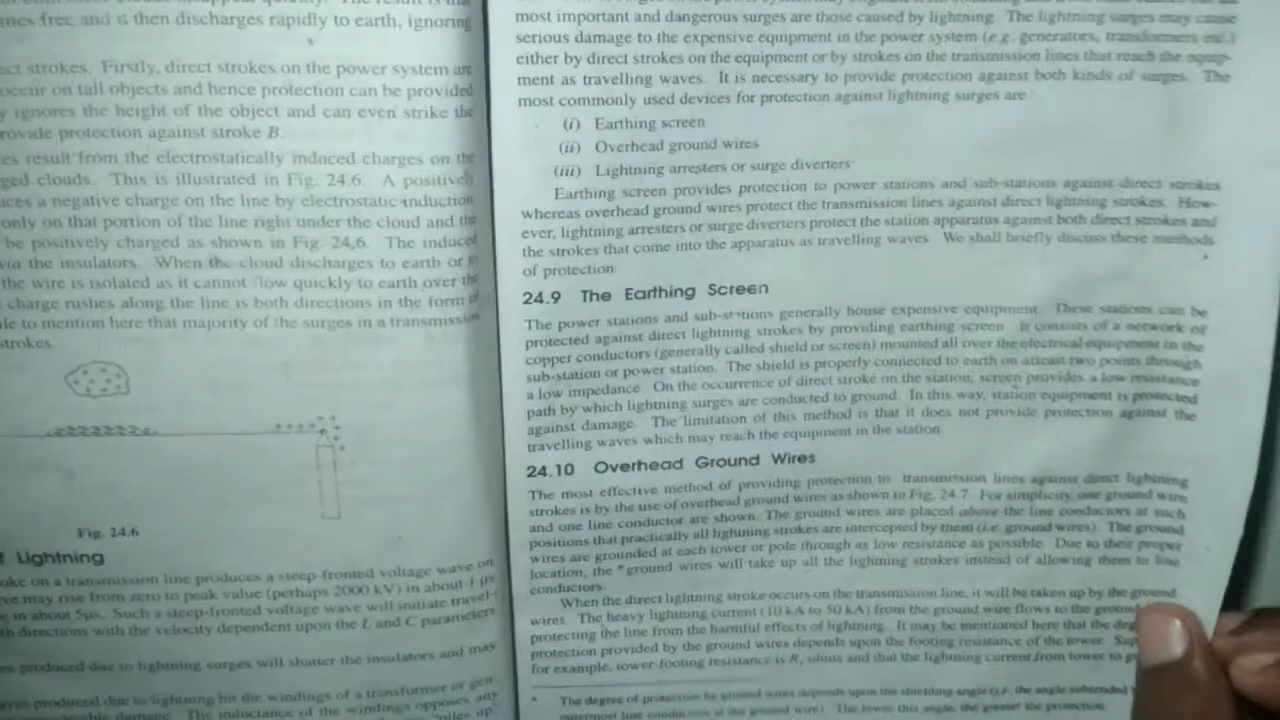 mes free and it then discharges rapidly to earth, ignoring
ect strokes. Firstly, direct strokes on the power system are
occur on tall objects and hence protection can be provided
y ignores the height of the object and can even strike the
rovide protection against stroke B.
es result from the electrostatically induced charges on the
ged clouds. This is illustrated in Fig. 24.6. A positively
uces a negative charge on the line by electrostatic induction
only on that portion of the line right under the cloud and the
be positively charged as shown in Fig. 24,6. The induced
via the insulators. When the cloud discharges to earth or
the wire is isolated as it cannot low quickly to earth over the
charge rushes along the line is both directions in the form of
le to mention here that majority of the surges in a transmission
strokes.
Fig. 24.6
f Lightning
oke on a transmission line produces a steep-fronted voltage wave on
ve may rise from zero to peak value (perhaps 2000 kV) in about 1 µs
e in about 5µs. Such a steep-fronted voltage wave will initiate travel-
th directions with the velocity dependent upon the L and C parameters
es produced due to lightning surges will shatter the insulators and may
produced due to lightning hit the windings of a transformer or gen-
damage. The inductance of the windings opposes any
"piles up"
most important and dangerous surges are those caused by lightning. The lightning surges may cause
serious damage to the expensive equipment in the power system (e.g. generators, transformers etc.)
either by direct strokes on the equipment or by strokes on the transmission lines that reach the equip-
ment as travelling waves. It is necessary to provide protection against both kinds of surges. The
most commonly used devices for protection against lightning surges are
(i) Earthing screen
(ii) Overhead ground wires
(iii) Lightning arresters or surge diverters
Earthing screen provides protection to power stations and sub-stations against direct strokes
whereas overhead ground wires protect the transmission lines against direct lightning strokes. How-
ever, lightning arresters or surge diverters protect the station apparatus against both direct strokes and
the strokes that come into the apparatus as travelling waves. We shall briefly discuss these methods
of protection
24.9 The Earthing Screen
The power stations and sub-stations generally house expensive equipment. These stations can be
protected against direct lightning strokes by providing earthing screen. It consists of a network of
copper conductors (generally called shield or screen) mounted all over the electrical equipment in the
sub-station or power station. The shield is properly connected to earth on atleast two points through
a low impedance. On the occurrence of direct stroke on the station, screen provides a low resistance
path by which lightning surges are conducted to ground. In this way, station equipment is protected
against damage. The limitation of this method is that it does not provide protection against the
travelling waves which may reach the equipment in the station
24.10 Overhead Ground Wires
The most effective method of providing protection to transmission lines against direct lightning
strokes is by the use of overhead ground wires as shown in Fig. 24.7. For simplicity, one ground wire
and one line conductor are shown. The ground wires are placed above the line conductors at such
positions that practically all lightning strokes are intercepted by them (i.e. ground wires). The ground
wires are grounded at each tower or pole through as low resistance as possible. Due to their proper
location, the *ground wires will take up all the lightning strokes instead of allowing them to line
conductors.
When the direct lightning stroke occurs on the transmission line, it will be taken up by the ground
wires. The heavy lightning current (10 kA to 50 kA) from the ground wire flows to the ground
protecting the line from the harmful effects of lightning. It may be mentioned here that the deg
protection provided by the ground wires depends upon the footing resistance of the tower. Sup
for example, tower-footing resistance is R, ohms and that the lightning current from tower to g
* The degree of protection by ground wires depends upon the shielding angle (i.e. the angle subtended
outermost line conductors at the ground wire). The lower this angle, the greater the protection.